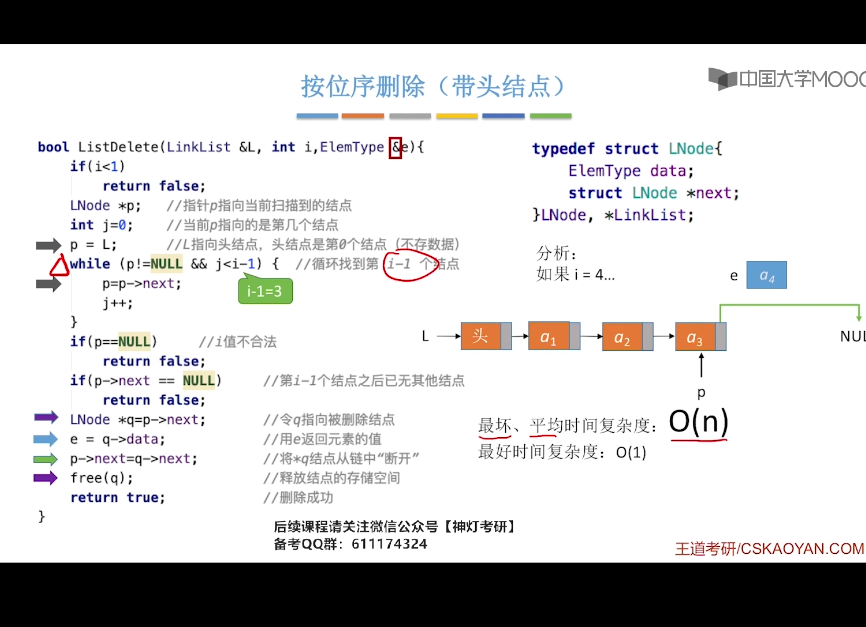 按位序删除（带头结点）
中国大学MOOC
bool ListDelete(LinkList &L, int i,ElemType &e){
if(i<1)
return false;
LNode *p; //指针p指向当前扫描到的结点
int j=0; //当前p指向的是第几个结点
p = L; //L指向头结点，头结点是第0个结点（不存数据）
while (p!=NULL && j<i-1) { //循环找到第 i-1 个结点
p=p->next;
i-1=3
j++;
}
if(p==NULL) //i值不合法
return false;
if(p->next == NULL) //第i-1个结点之后已无其他结点
return false;
LNode *q=p->next; //令q指向被删除结点
e = q->data; //用e返回元素的值
p->next=q->next; //将*q结点从链中“断开”
free(q); //释放结点的存储空间
return true; //删除成功
}
typedef struct LNode{
ElemType data;
struct LNode *next;
}LNode, *LinkList;
分析：
如果 i = 4...
e a4
L 头 a1 a2 a3 NUL
p
最坏、平均时间复杂度：O(n)
最好时间复杂度：O(1)
后续课程请关注微信公众号【神灯考研】
备考QQ群：611174324
王道考研/CSKAOYAN.COM